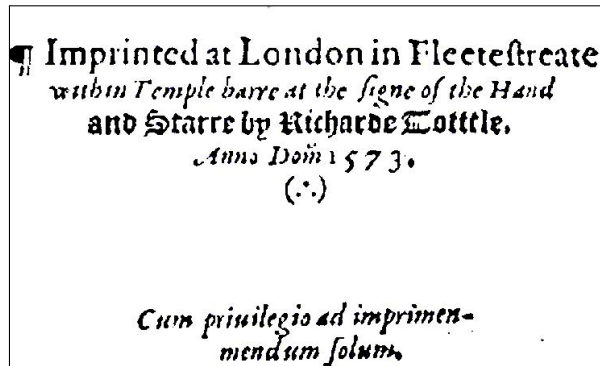 ¶ Imprinted at London in Fleeteſtreate
within Temple barre at the ſigne of the Hand
and Starre by Richarde Tottle.
Anno Dom̄ 1573.
(∴)
Cum priuilegio ad imprimen-
mendum ſolum.